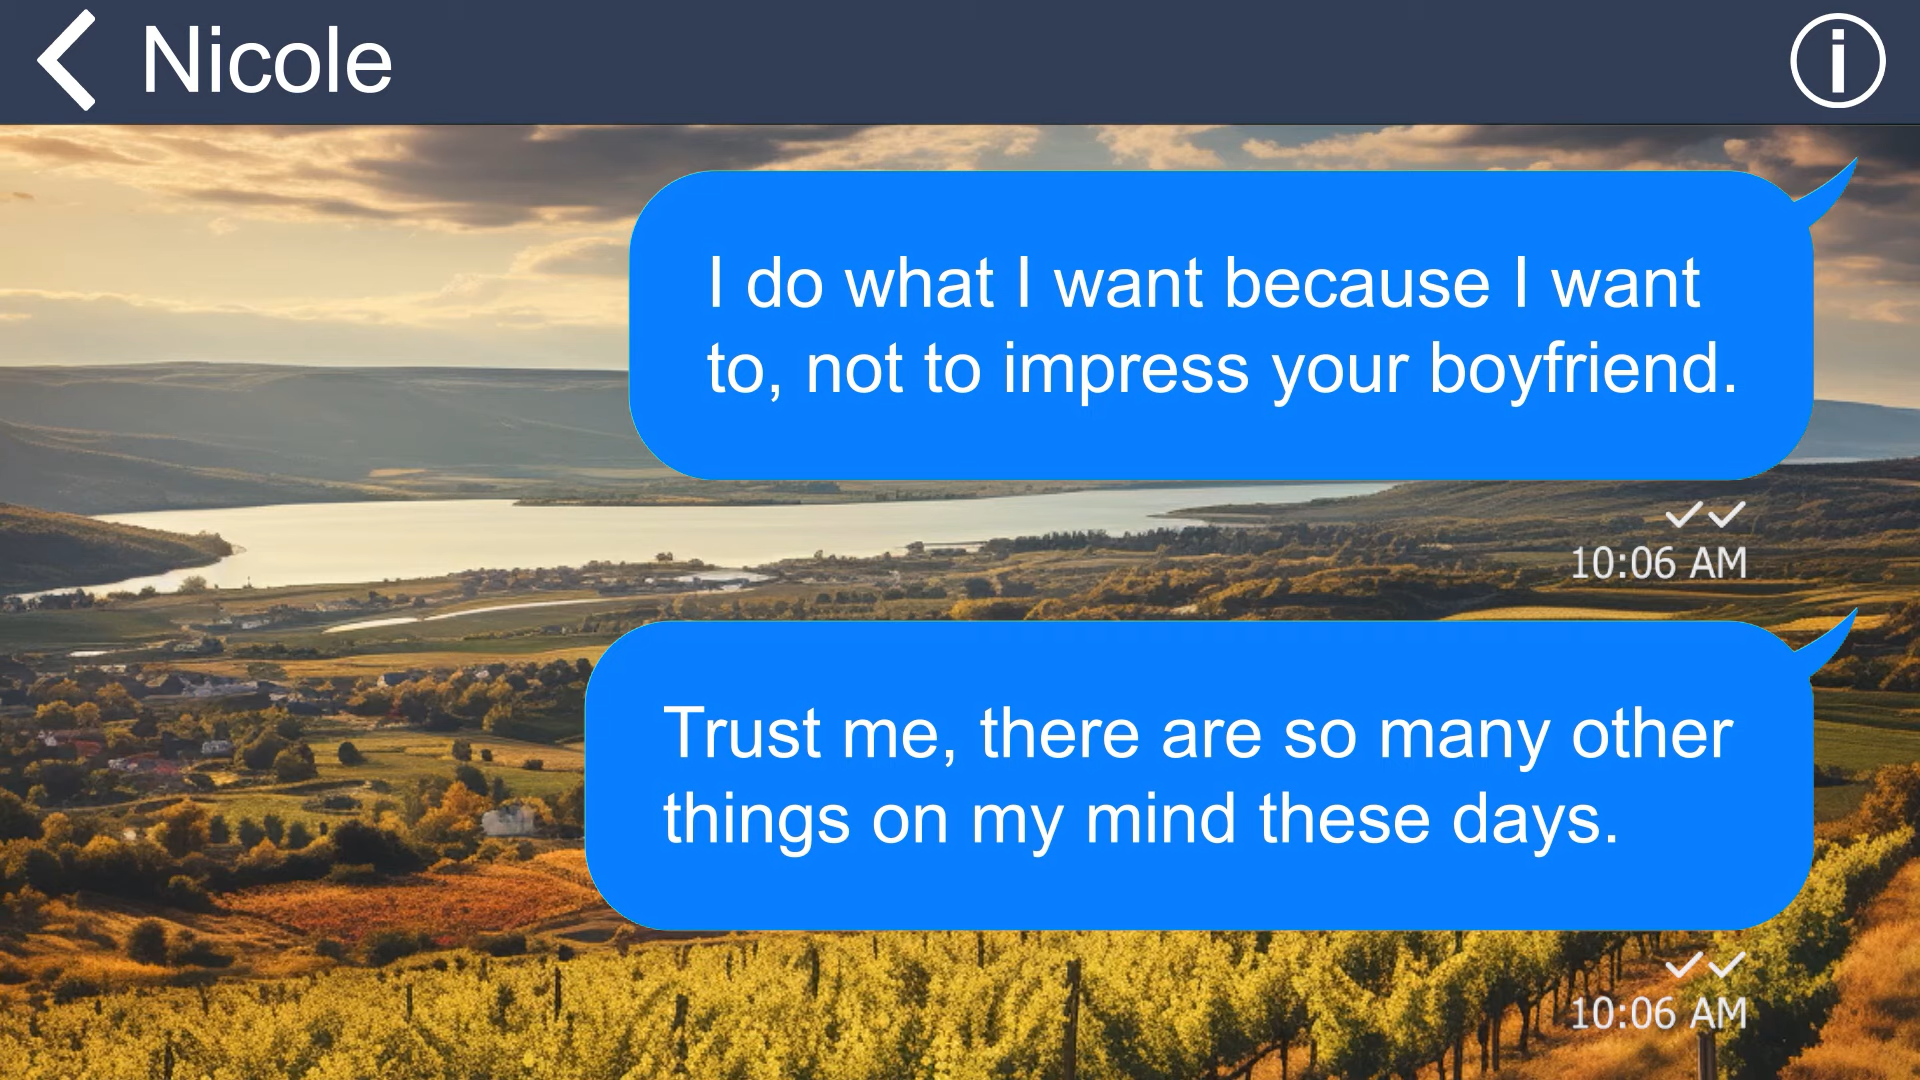 Nicole
I do what I want because I want
to, not to impress your boyfriend.
10:06 AM
Trust me, there are so many other
things on my mind these days.
10:06 AM